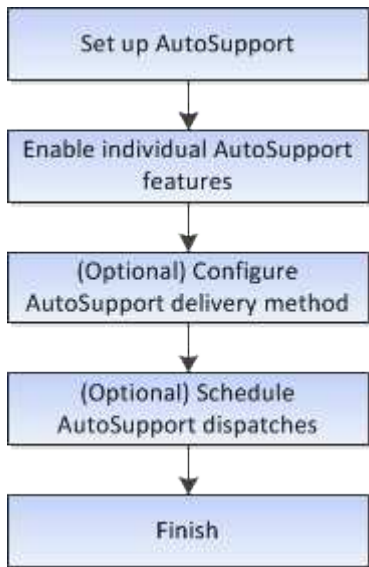 Set up AutoSupport
Enable individual AutoSupport
features
(Optional) Configure
AutoSupport delivery method
(Optional) Schedule
AutoSupport dispatches
Finish